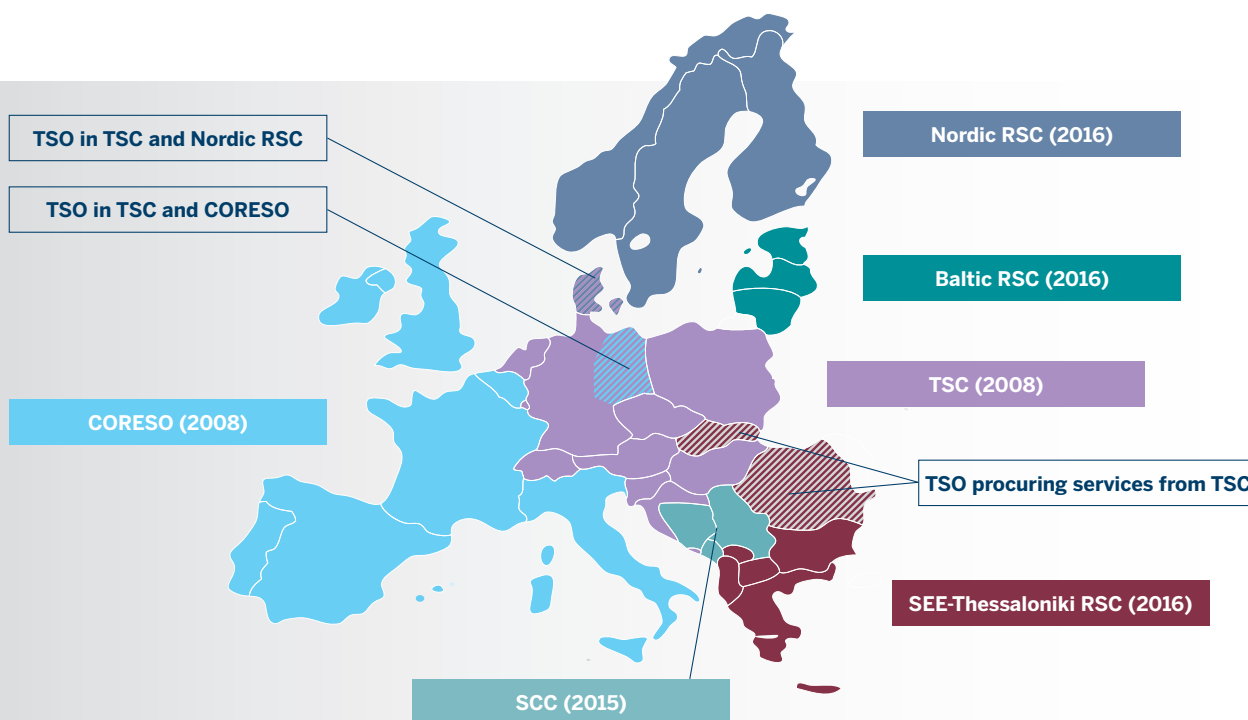 TSO in TSC and Nordic RSC
TSO in TSC and CORESO
Nordic RSC (2016)
Baltic RSC (2016)
TSC (2008)
CORESO (2008)
TSO procuring services from TSC
SEE-Thessaloniki RSC (2016)
SCC (2015)